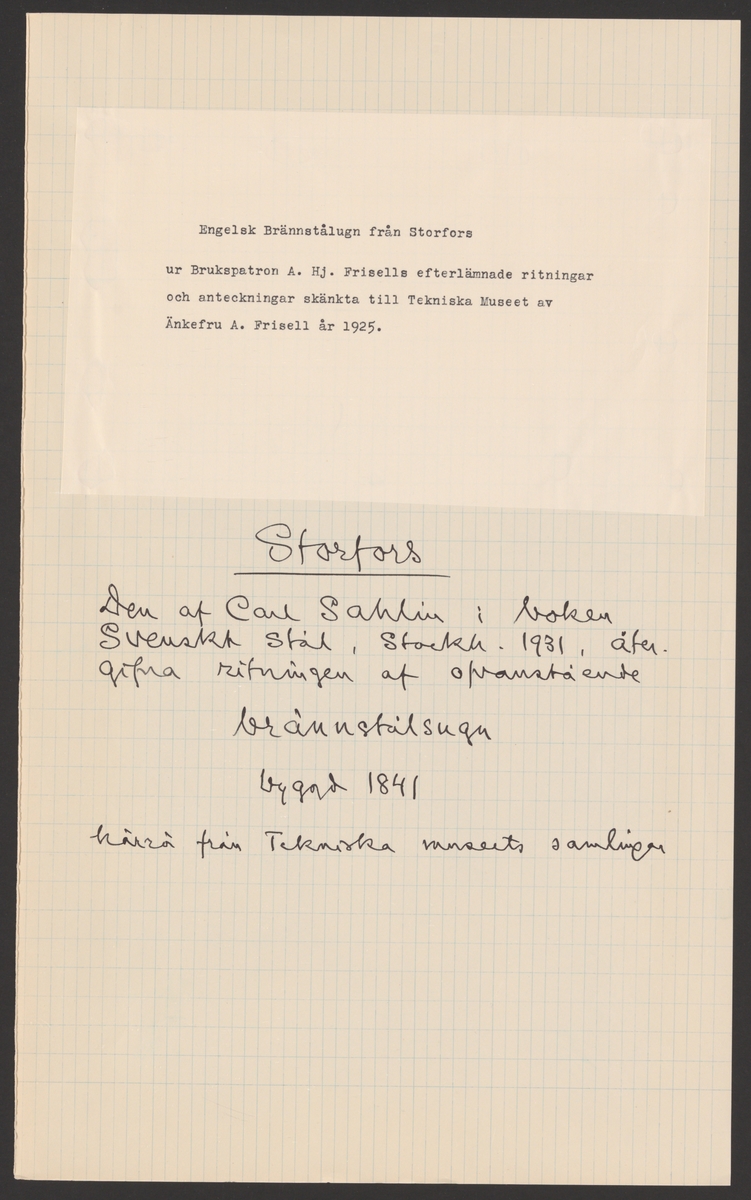 Engelsk Brännstålugn från Storfors
ur Brukspatron A. Hj. Frisells efterlämnade ritningar
och anteckningar skänkta till Tekniska Museet av
Änkefru A. Frisell år 1925.
Storfors
Den af Carl Sahlin i boken
Svenskt Stål, Stockh. 1931, åter-
gifna ritningen af ofvanstående
brännstålsugn
byggd 1841
härrör från Tekniska museets samlingar